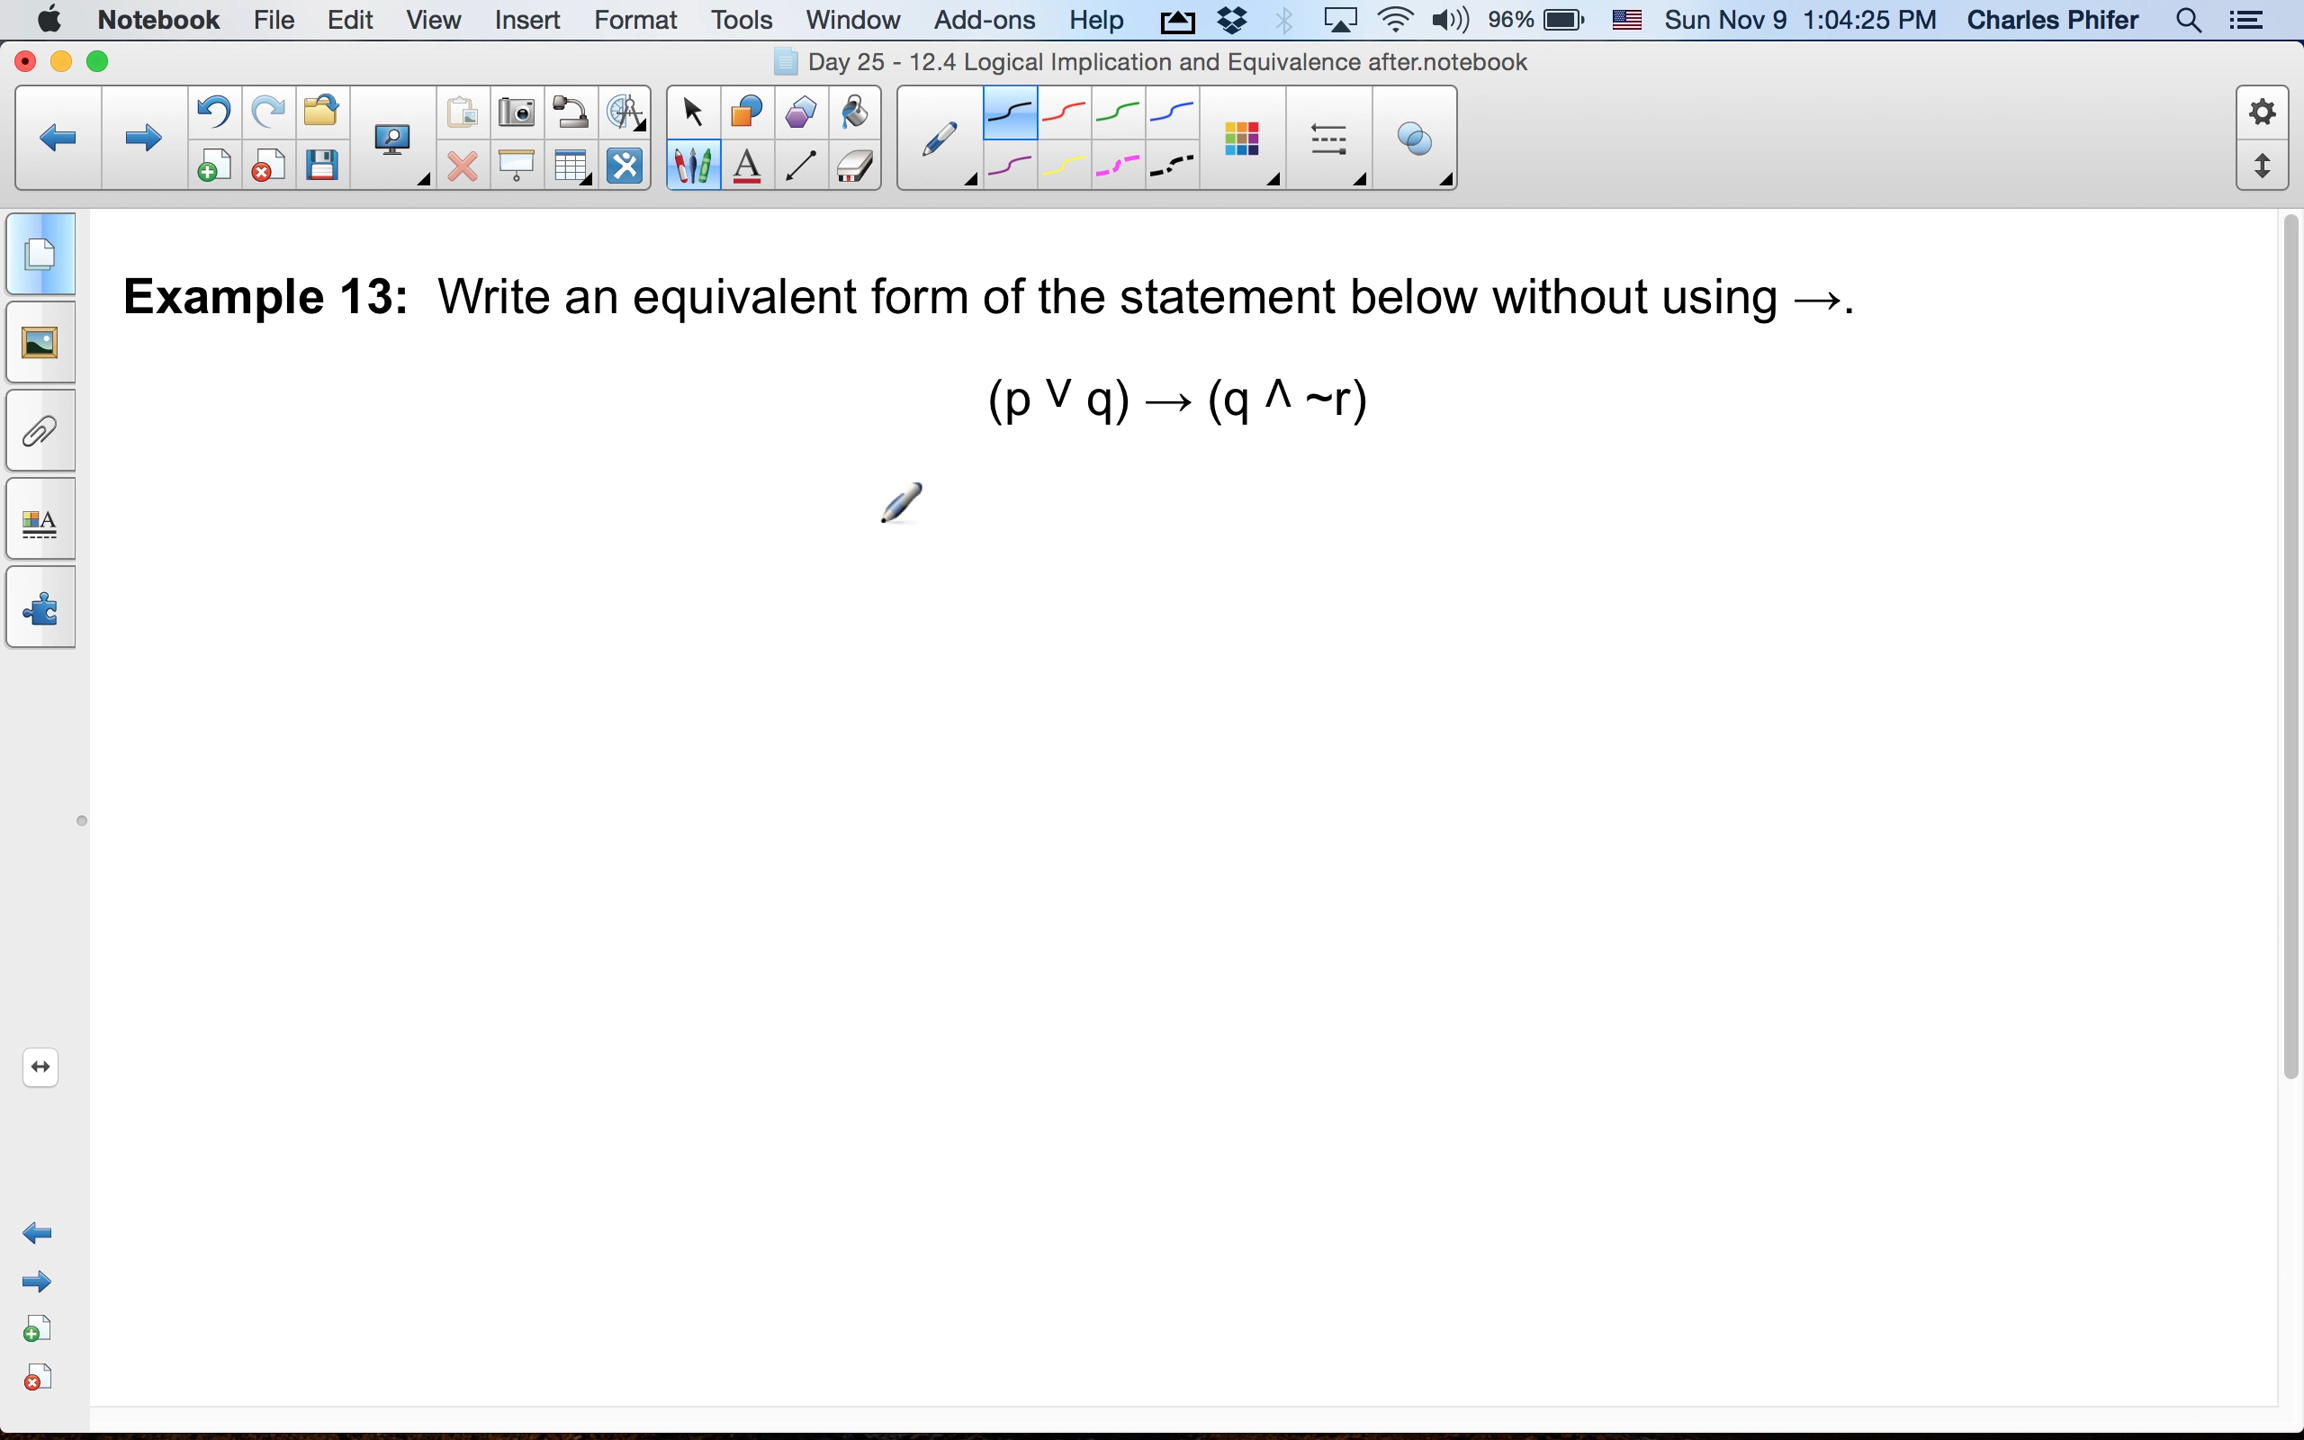 Notebook File Edit View Insert Format Tools Window Add-ons Help 96% Sun Nov 9 1:04:25 PM Charles Phifer
Day 25 - 12.4 Logical Implication and Equivalence after.notebook
Example 13: Write an equivalent form of the statement below without using →.
(p ∨ q) → (q ∧ ~r)